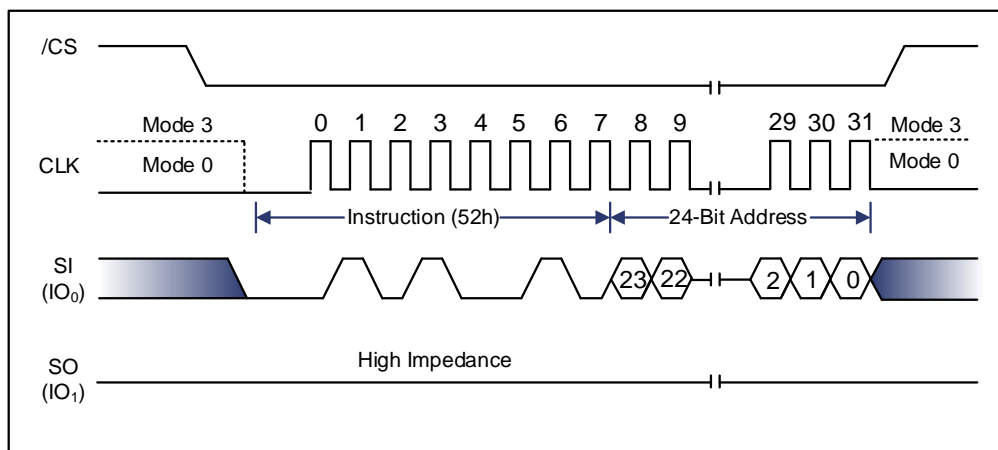 /CS
Mode 3
0 1 2 3 4 5 6 7 8 9 29 30 31
Mode 3
CLK
Mode 0
Mode 0
Instruction (52h)
24-Bit Address
SI
(IO₀)
23 22 2 1 0
High Impedance
SO
(IO₁)